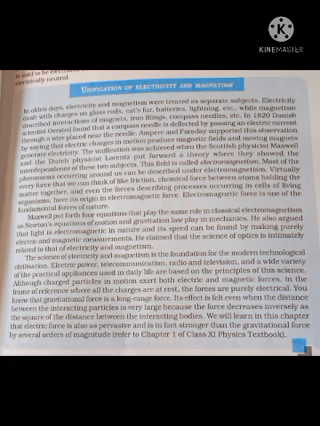 KINEMASTER
is said to be
electrically neutral
UNIFICATION OF ELECTRICITY AND MAGNETISM
In olden days, electricity and magnetism were treated as separate subjects. Electricity
dealt with charges on glass rods, cat's fur, batteries, lightning, etc., while magnetism
described interactions of magnets, iron filings, compass needles, etc. In 1820 Danish
scientist Oersted found that a compass needle is deflected by passing an electric current
through a wire placed near the needle. Ampere and Faraday supported this observation
by saying that electric charges in motion produce magnetic fields and moving magnets
generate electricity. The unification was achieved when the Scottish physicist Maxwell
and the Dutch physicist Lorentz put forward a theory where they showed the
interdependence of these two subjects. This field is called electromagnetism. Most of the
phenomena occurring around us can be described under electromagnetism. Virtually
every force that we can think of like friction, chemical force between atoms holding the
matter together, and even the forces describing processes occurring in cells of living
organisms, have its origin in electromagnetic force. Electromagnetic force is one of the
fundamental forces of nature.
Maxwell put forth four equations that play the same role in classical electromagnetism
as Newton's equations of motion and gravitation law play in mechanics. He also argued
that light is electromagnetic in nature and its speed can be found by making purely
electric and magnetic measurements. He claimed that the science of optics is intimately
related to that of electricity and magnetism.
The science of electricity and magnetism is the foundation for the modern technological
civilisation. Electric power, telecommunication, radio and television, and a wide variety
of the practical appliances used in daily life are based on the principles of this science.
Although charged particles in motion exert both electric and magnetic forces, in the
frame of reference where all the charges are at rest, the forces are purely electrical. You
know that gravitational force is a long-range force. Its effect is felt even when the distance
between the interacting particles is very large because the force decreases inversely as
the square of the distance between the interacting bodies. We will learn in this chapter
that electric force is also as pervasive and is in fact stronger than the gravitational force
by several orders of magnitude (refer to Chapter 1 of Class XI Physics Textbook).